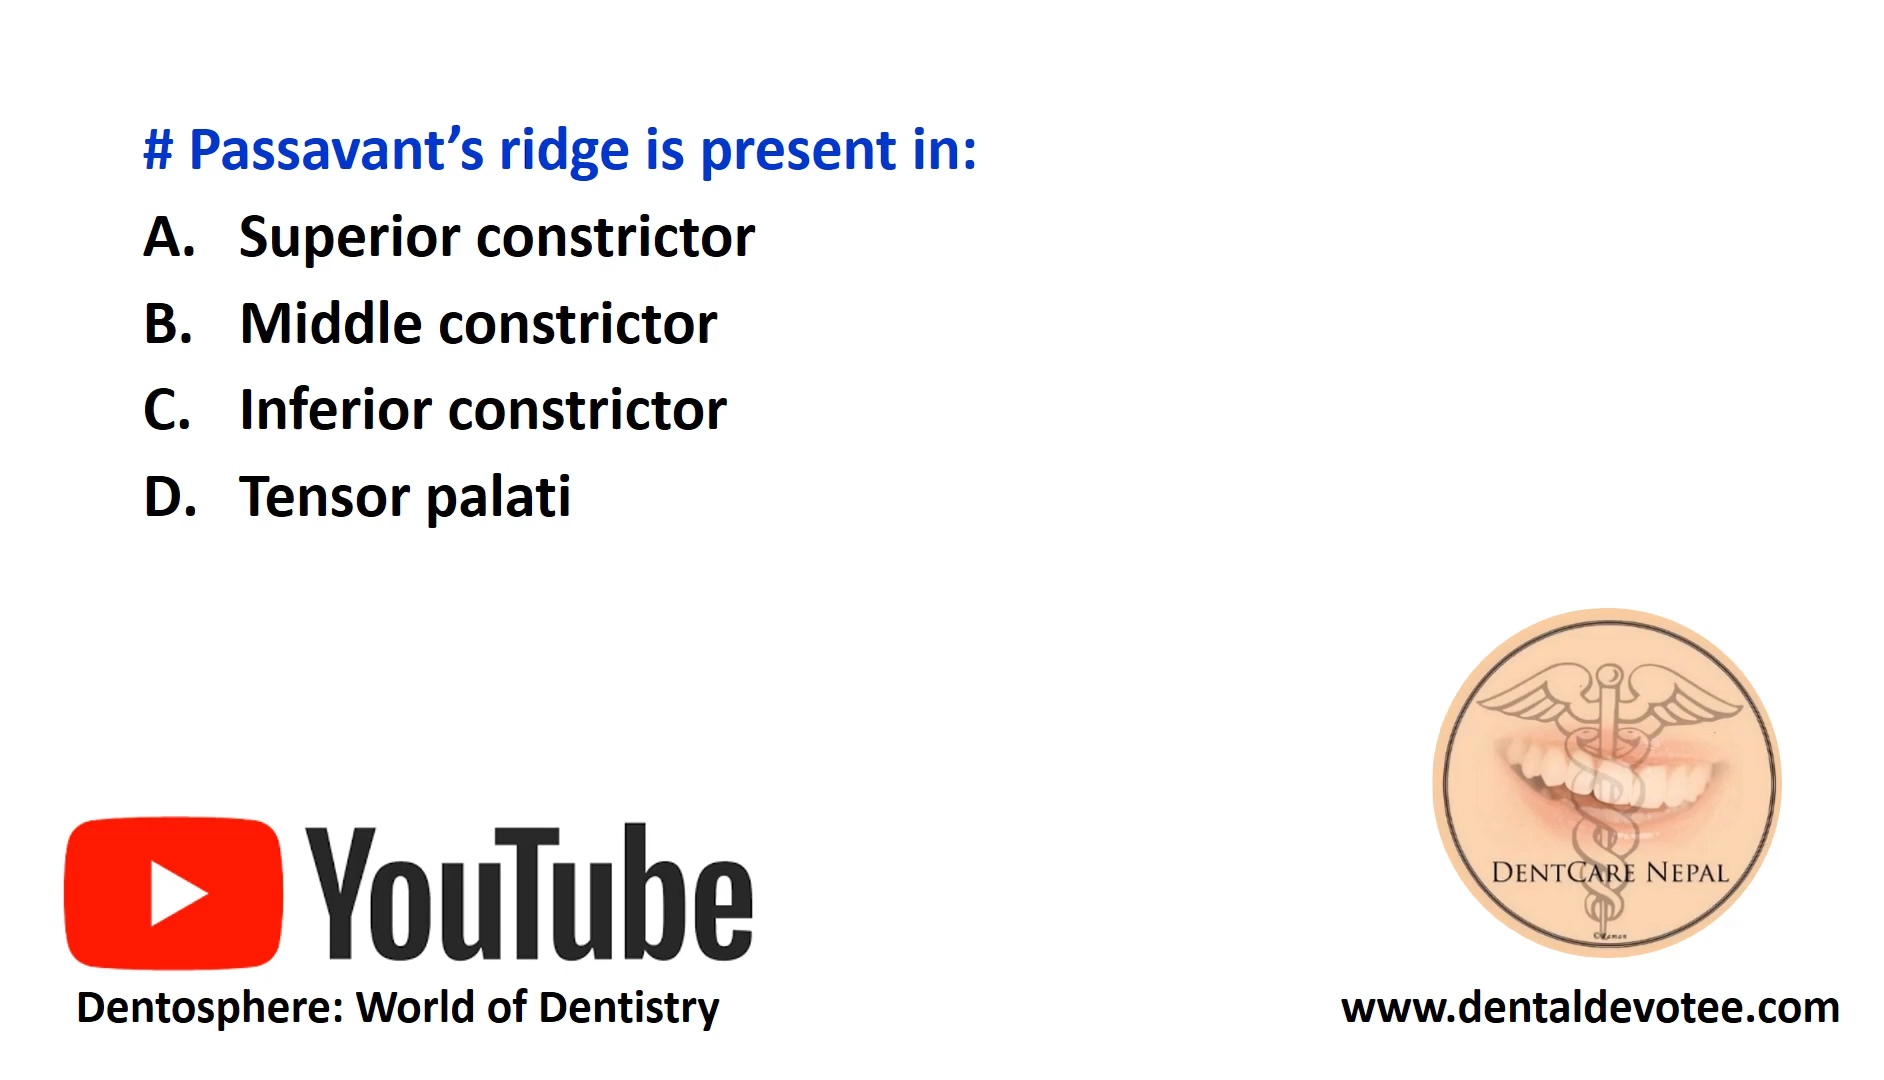 # Passavant’s ridge is present in:
A. Superior constrictor
B. Middle constrictor
C. Inferior constrictor
D. Tensor palati
DENTCARE NEPAL
YouTube
Dentosphere: World of Dentistry
www.dentaldevotee.com